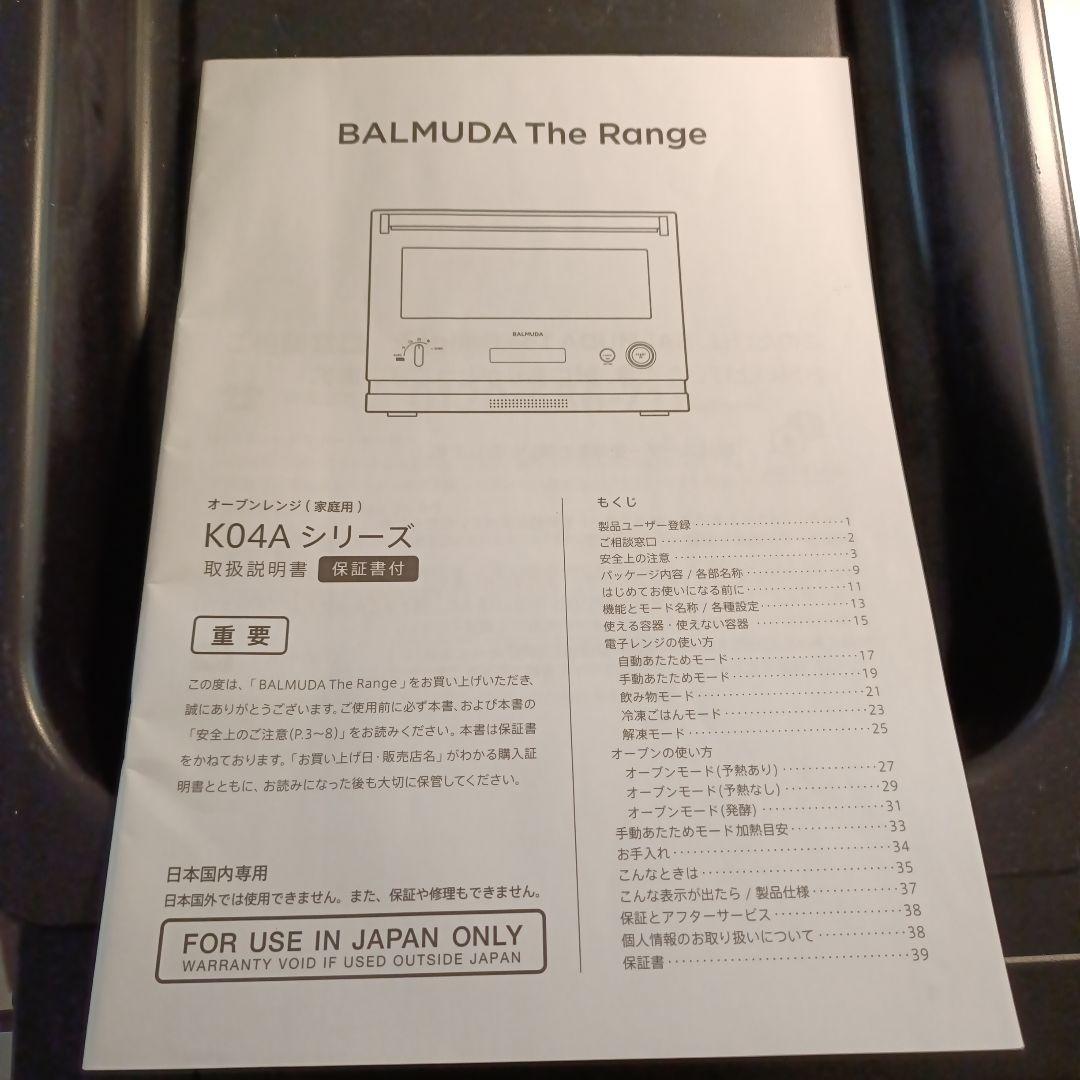 BALMUDA The Range
BALMUDA
オーブンレンジ ( 家庭用 )
K04A シリーズ
取扱説明書 保証書付
重要
この度は、「 BALMUDA The Range 」をお買い上げいただき、
誠にありがとうございます。ご使用前に必ず本書、および本書の
「安全上のご注意(P.3〜8)」をお読みください。本書は保証書
をかねております。「お買い上げ日・販売店名」がわかる購入証
明書とともに、お読みになった後も大切に保管してください。
日本国内専用
日本国外では使用できません。また、保証や修理もできません。
FOR USE IN JAPAN ONLY
WARRANTY VOID IF USED OUTSIDE JAPAN
もくじ
製品ユーザー登録 ・・・・・・・・・・・・・・・・・・・・・・・・ 1
ご相談窓口 ・・・・・・・・・・・・・・・・・・・・・・・・・・・・・ 2
安全上の注意 ・・・・・・・・・・・・・・・・・・・・・・・・・・・ 3
パッケージ内容 / 各部名称 ・・・・・・・・・・・・・・・・ 9
はじめてお使いになる前に ・・・・・・・・・・・・・・・・ 11
機能とモード名称 / 各種設定 ・・・・・・・・・・・・・・ 13
使える容器・使えない容器 ・・・・・・・・・・・・・・・ 15
電子レンジの使い方
自動あたためモード ・・・・・・・・・・・・・・・・・・・ 17
手動あたためモード ・・・・・・・・・・・・・・・・・・・ 19
飲み物モード ・・・・・・・・・・・・・・・・・・・・・・・・ 21
冷凍ごはんモード ・・・・・・・・・・・・・・・・・・・・・ 23
解凍モード ・・・・・・・・・・・・・・・・・・・・・・・・・・ 25
オーブンの使い方
オーブンモード(予熱あり) ・・・・・・・・・・・・・・ 27
オーブンモード(予熱なし) ・・・・・・・・・・・・・・ 29
オーブンモード(発酵) ・・・・・・・・・・・・・・・・・ 31
手動あたためモード加熱目安 ・・・・・・・・・・・・・・ 33
お手入れ ・・・・・・・・・・・・・・・・・・・・・・・・・・・・・ 34
こんなときは ・・・・・・・・・・・・・・・・・・・・・・・・・ 35
こんな表示が出たら / 製品仕様 ・・・・・・・・・・・・ 37
保証とアフターサービス ・・・・・・・・・・・・・・・・・ 38
個人情報のお取り扱いについて ・・・・・・・・・・・・ 38
保証書 ・・・・・・・・・・・・・・・・・・・・・・・・・・・・・・ 39